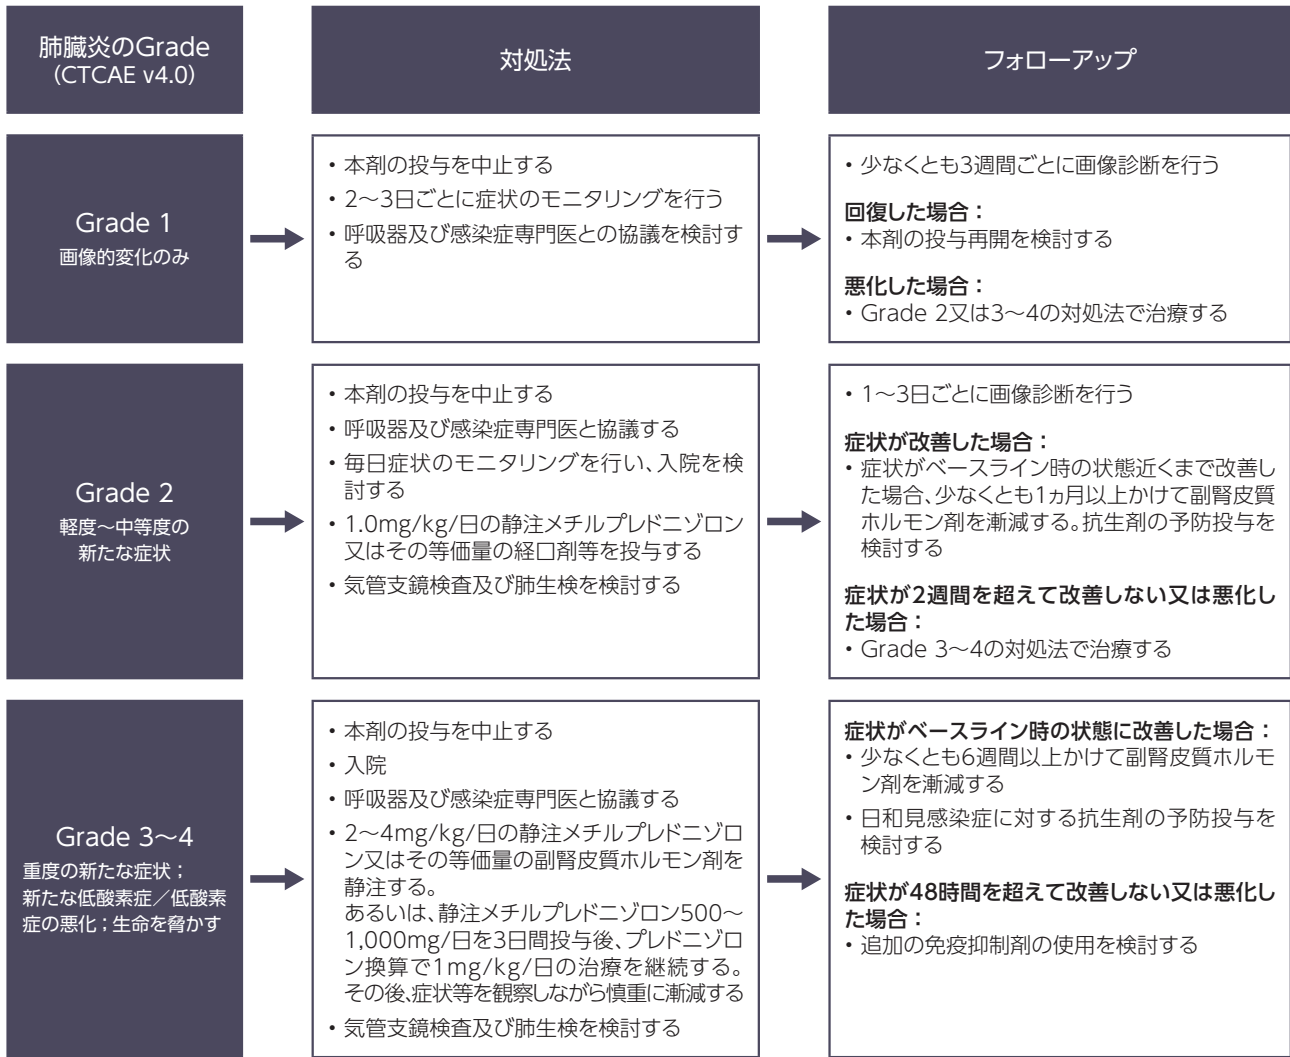 肺臓炎のGrade
(CTCAE v4.0)
対処法
フォローアップ
Grade 1
画像的変化のみ
・本剤の投与を中止する
・2～3日ごとに症状のモニタリングを行う
・呼吸器及び感染症専門医との協議を検討す
る
・少なくとも3週間ごとに画像診断を行う
回復した場合：
・本剤の投与再開を検討する
悪化した場合：
・Grade 2又は3～4の対処法で治療する
Grade 2
軽度～中等度の
新たな症状
・本剤の投与を中止する
・呼吸器及び感染症専門医と協議する
・毎日症状のモニタリングを行い、入院を検
討する
・1.0mg/kg/日の静注メチルプレドニゾロン
又はその等価量の経口剤等を投与する
・気管支鏡検査及び肺生検を検討する
・1～3日ごとに画像診断を行う
症状が改善した場合：
・症状がベースライン時の状態近くまで改善し
た場合、少なくとも1ヵ月以上かけて副腎皮質
ホルモン剤を漸減する。抗生剤の予防投与を
検討する
症状が2週間を超えて改善しない又は悪化し
た場合：
・Grade 3～4の対処法で治療する
Grade 3～4
重度の新たな症状；
新たな低酸素症／低酸素
症の悪化；生命を脅かす
・本剤の投与を中止する
・入院
・呼吸器及び感染症専門医と協議する
・2～4mg/kg/日の静注メチルプレドニゾロ
ン又はその等価量の副腎皮質ホルモン剤を
静注する。
あるいは、静注メチルプレドニゾロン500～
1,000mg/日を3日間投与後、プレドニゾロ
ン換算で1mg/kg/日の治療を継続する。
その後、症状等を観察しながら慎重に漸減する
・気管支鏡検査及び肺生検を検討する
症状がベースライン時の状態に改善した場合：
・少なくとも6週間以上かけて副腎皮質ホルモ
ン剤を漸減する
・日和見感染症に対する抗生剤の予防投与を
検討する
症状が48時間を超えて改善しない又は悪化し
た場合：
・追加の免疫抑制剤の使用を検討する